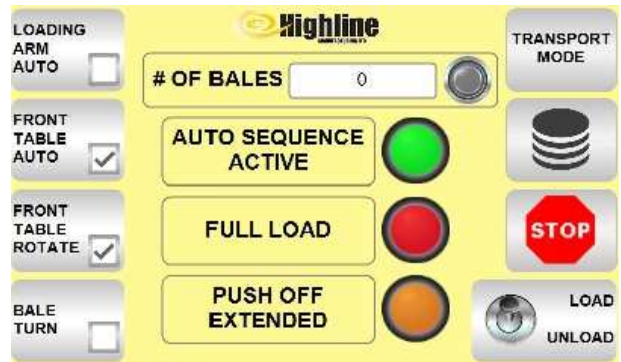 LOADING
ARM
AUTO
Highline
TRANSPORT
MODE
# OF BALES 0
FRONT
TABLE
AUTO
AUTO SEQUENCE
ACTIVE
FRONT
TABLE
ROTATE
FULL LOAD
STOP
BALE
TURN
PUSH OFF
EXTENDED
LOAD
UNLOAD